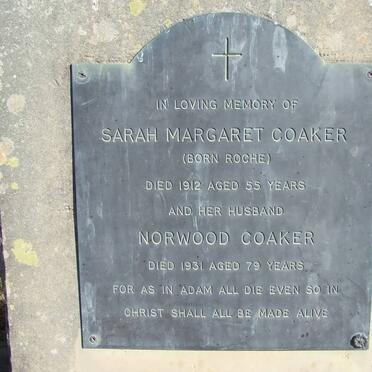 IN LOVING MEMORY OF
SARAH MARGARET COAKER
(BORN ROCHE)
DIED 1912 AGED 55 YEARS
AND HER HUSBAND
NORWOOD COAKER
DIED 1931 AGED 79 YEARS
FOR AS IN ADAM ALL DIE EVEN SO IN
CHRIST SHALL ALL BE MADE ALIVE